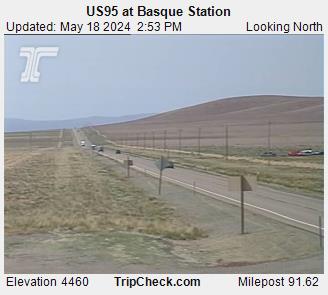 US95 at Basque Station
Updated: May 18 2024 2:53 PM Looking North
Elevation 4460 TripCheck.com Milepost 91.62